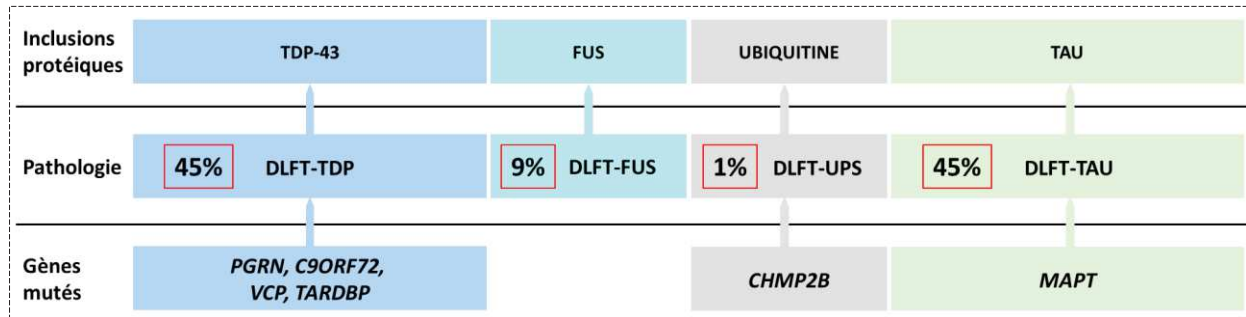 Inclusions
protéiques
TDP-43
FUS
UBIQUITINE
TAU
Pathologie
45% DLFT-TDP
9% DLFT-FUS
1% DLFT-UPS
45% DLFT-TAU
Gènes
mutés
PGRN, C9ORF72,
VCP, TARDBP
CHMP2B
MAPT